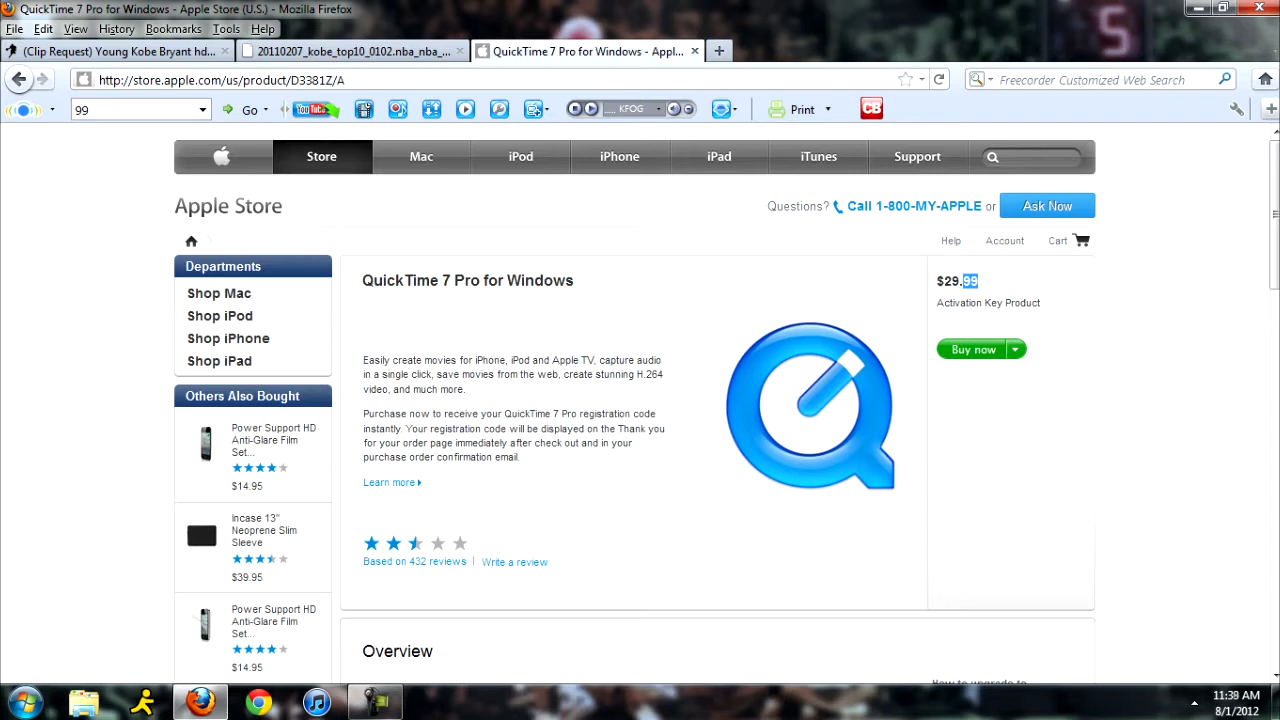 QuickTime 7 Pro for Windows - Apple Store (U.S.) - Mozilla Firefox
File Edit View History Bookmarks Tools Help
(Clip Request) Young Kobe Bryant hd... × 20110207_kobe_top10_0102.nba_nba_... × QuickTime 7 Pro for Windows - Appl... × +
http://store.apple.com/us/product/D3381Z/A
Freecorder Customized Web Search
99 Go YouTube KFOG Print CB
Store Mac iPod iPhone iPad iTunes Support
Apple Store
Questions? Call 1-800-MY-APPLE or Ask Now
Help Account Cart
Departments
Shop Mac
Shop iPod
Shop iPhone
Shop iPad
Others Also Bought
Power Support HD
Anti-Glare Film
Set...
$14.95
Incase 13"
Neoprene Slim
Sleeve
$39.95
Power Support HD
Anti-Glare Film
Set...
$14.95
QuickTime 7 Pro for Windows
Easily create movies for iPhone, iPod and Apple TV, capture audio
in a single click, save movies from the web, create stunning H.264
video, and much more.
Purchase now to receive your QuickTime 7 Pro registration code
instantly. Your registration code will be displayed on the Thank you
for your order page immediately after check out and in your
purchase order confirmation email.
Learn more
Based on 432 reviews | Write a review
$29.99
Activation Key Product
Buy now
Overview
How to upgrade to
11:39 AM
8/1/2012